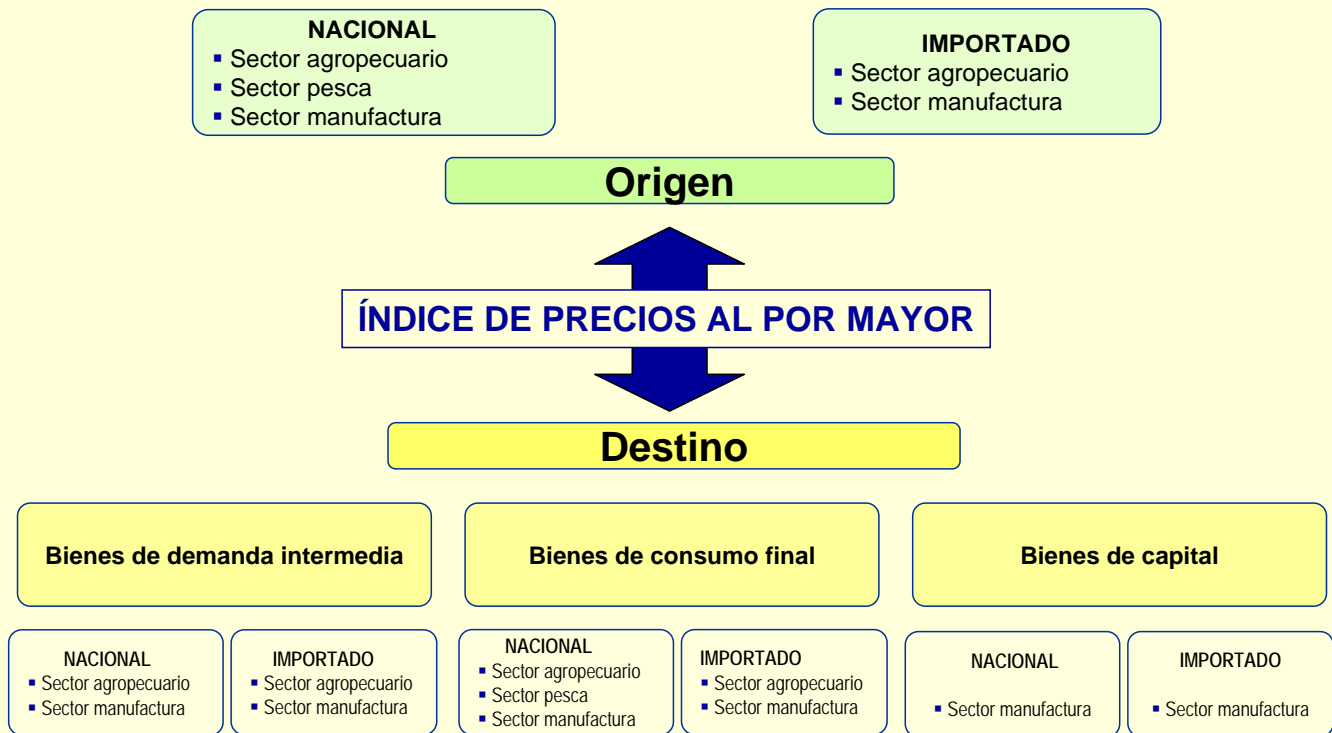 NACIONAL
▪ Sector agropecuario
▪ Sector pesca
▪ Sector manufactura
IMPORTADO
▪ Sector agropecuario
▪ Sector manufactura
Origen
ÍNDICE DE PRECIOS AL POR MAYOR
Destino
Bienes de demanda intermedia
Bienes de consumo final
Bienes de capital
NACIONAL
▪ Sector agropecuario
▪ Sector manufactura
IMPORTADO
▪ Sector agropecuario
▪ Sector manufactura
NACIONAL
▪ Sector agropecuario
▪ Sector pesca
▪ Sector manufactura
IMPORTADO
▪ Sector agropecuario
▪ Sector manufactura
NACIONAL
▪ Sector manufactura
IMPORTADO
▪ Sector manufactura